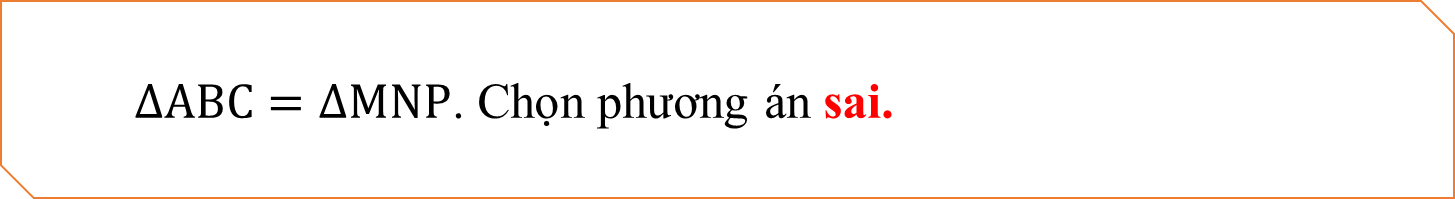 ΔABC = ΔMNP. Chọn phương án sai.